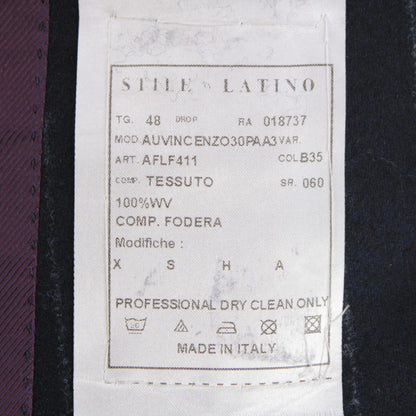 STILE LATINO
TG. 48 DROP RA 018737
MOD. AUVINCENZO30PAA3 VAR.
ART. AFLF411 COL. B35
COMP. TESSUTO SR. 060
100%WV
COMP. FODERA
Modifiche :
X S H A
PROFESSIONAL DRY CLEAN ONLY
MADE IN ITALY